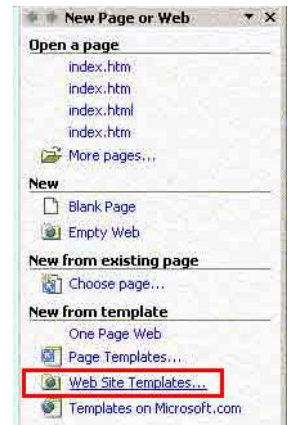 New Page or Web
Open a page
index.htm
index.htm
index.html
index.htm
More pages...
New
Blank Page
Empty Web
New from existing page
Choose page...
New from template
One Page Web
Page Templates...
Web Site Templates...
Templates on Microsoft.com